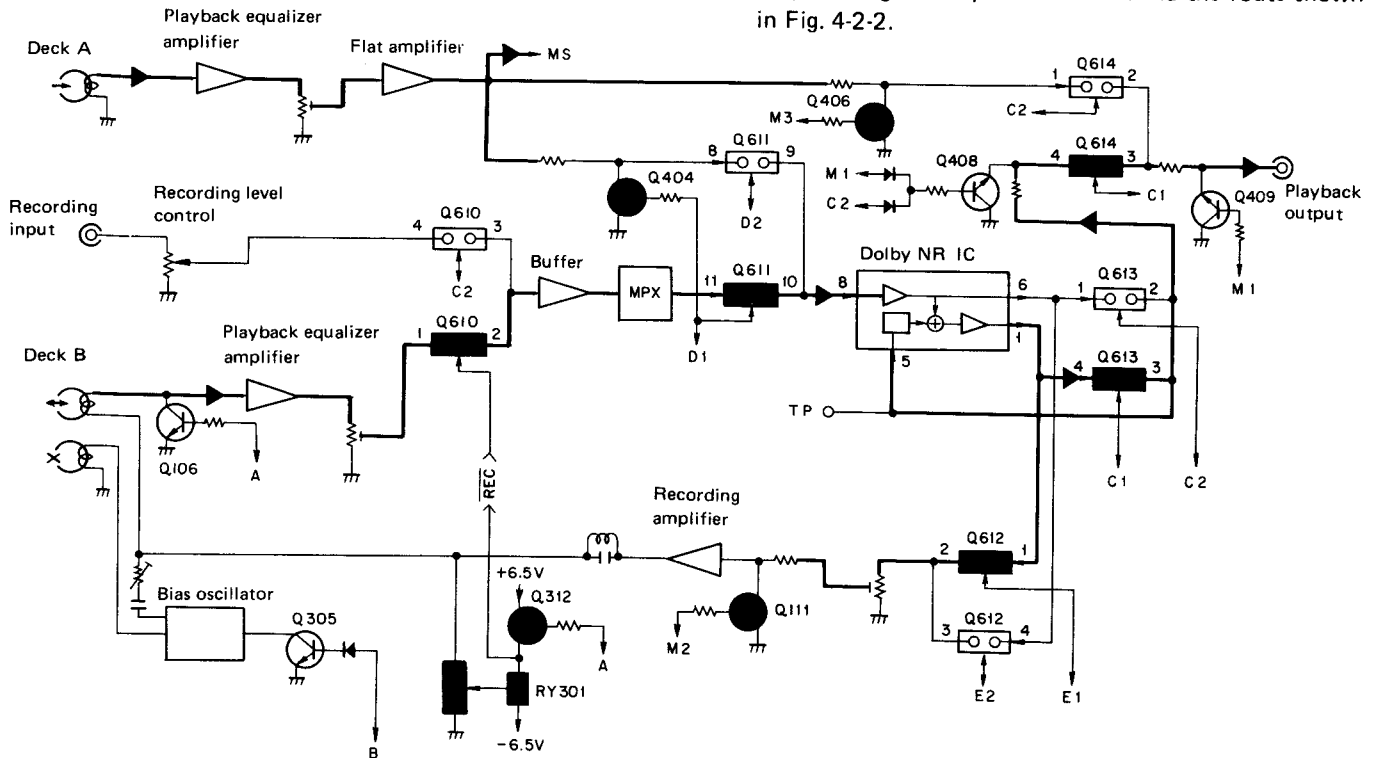 in Fig. 4-2-2.
Deck A
Playback equalizer
amplifier
Flat amplifier
MS
Q614
1
2
C2
Q406
M3
Q611
8
9
D2
Q404
Q408
M1
C2
Q614
4
3
C1
Q409
M1
Playback
output
Recording
input
Recording level
control
Q610
4
3
C2
Buffer
MPX
Q611
11
10
D1
Dolby NR IC
8
6
1
5
Q613
1
2
C2
Q613
4
3
C1
TP
Deck B
Playback equalizer
amplifier
Q610
1
2
Q106
A
REC
Recording
amplifier
Q612
2
1
E1
Q612
3
4
E2
Q111
M2
+6.5V
Q312
A
RY301
-6.5V
Bias oscillator
Q305
B